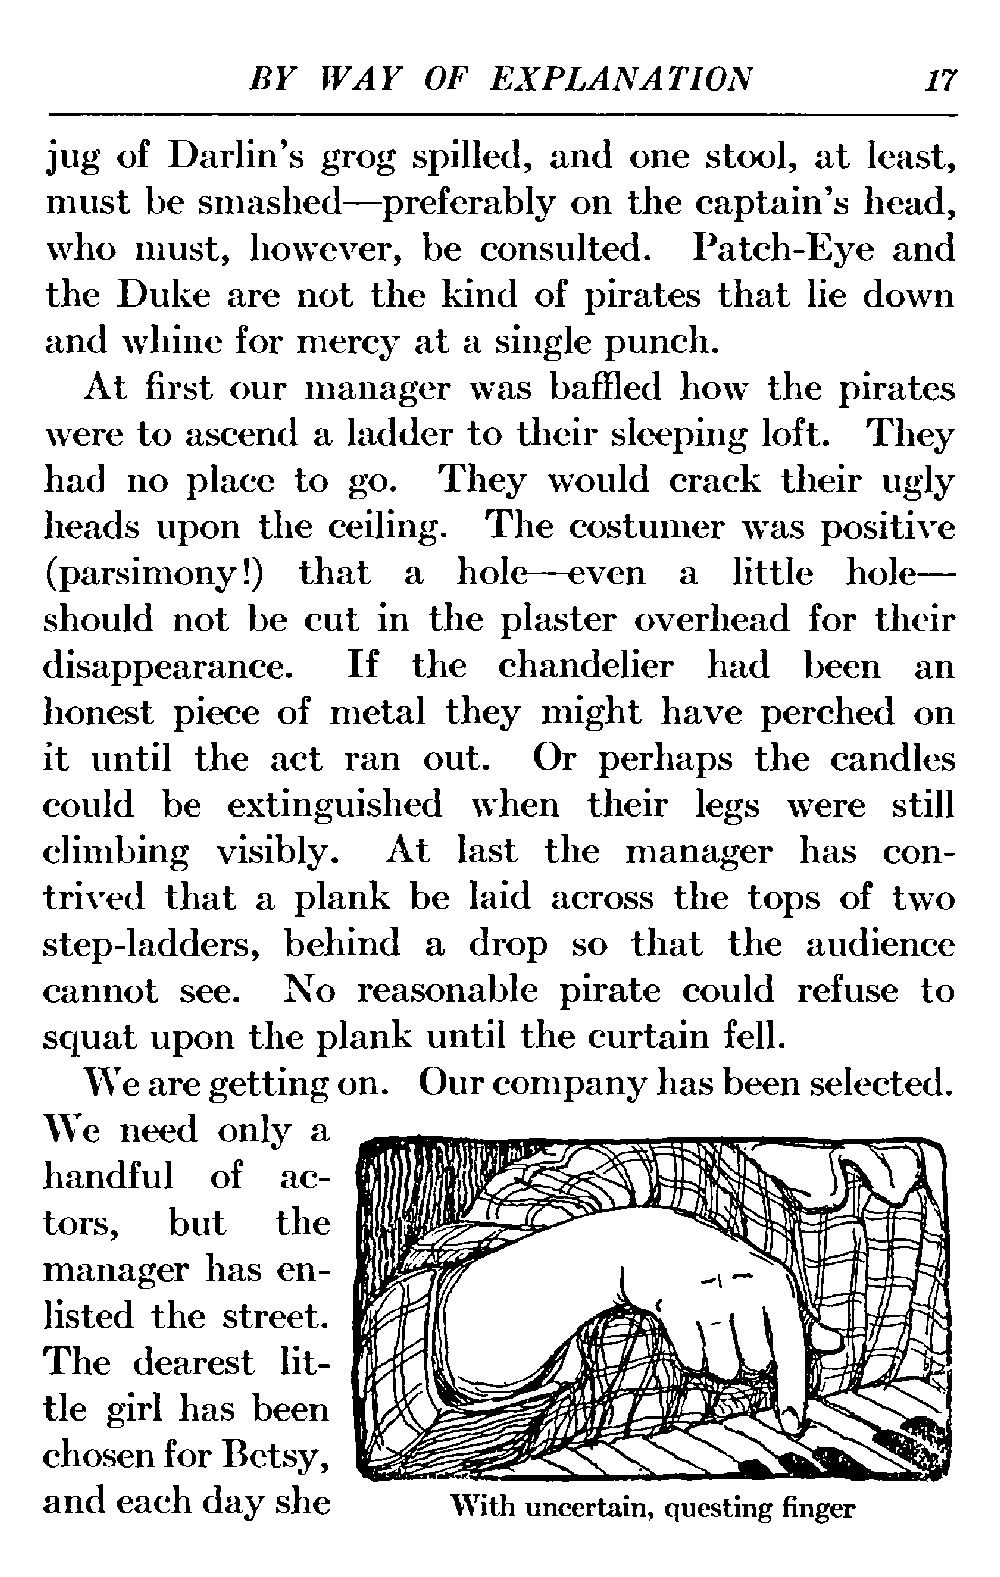 BY WAY OF EXPLANATION 17
jug of Darlin's grog spilled, and one stool, at least,
must be smashed—preferably on the captain's head,
who must, however, be consulted. Patch-Eye and
the Duke are not the kind of pirates that lie down
and whine for mercy at a single punch.
At first our manager was baffled how the pirates
were to ascend a ladder to their sleeping loft. They
had no place to go. They would crack their ugly
heads upon the ceiling. The costumer was positive
(parsimony!) that a hole—even a little hole—
should not be cut in the plaster overhead for their
disappearance. If the chandelier had been an
honest piece of metal they might have perched on
it until the act ran out. Or perhaps the candles
could be extinguished when their legs were still
climbing visibly. At last the manager has con-
trived that a plank be laid across the tops of two
step-ladders, behind a drop so that the audience
cannot see. No reasonable pirate could refuse to
squat upon the plank until the curtain fell.
We are getting on. Our company has been selected.
We need only a
handful of ac-
tors, but the
manager has en-
listed the street.
The dearest lit-
tle girl has been
chosen for Betsy,
and each day she
With uncertain, questing finger